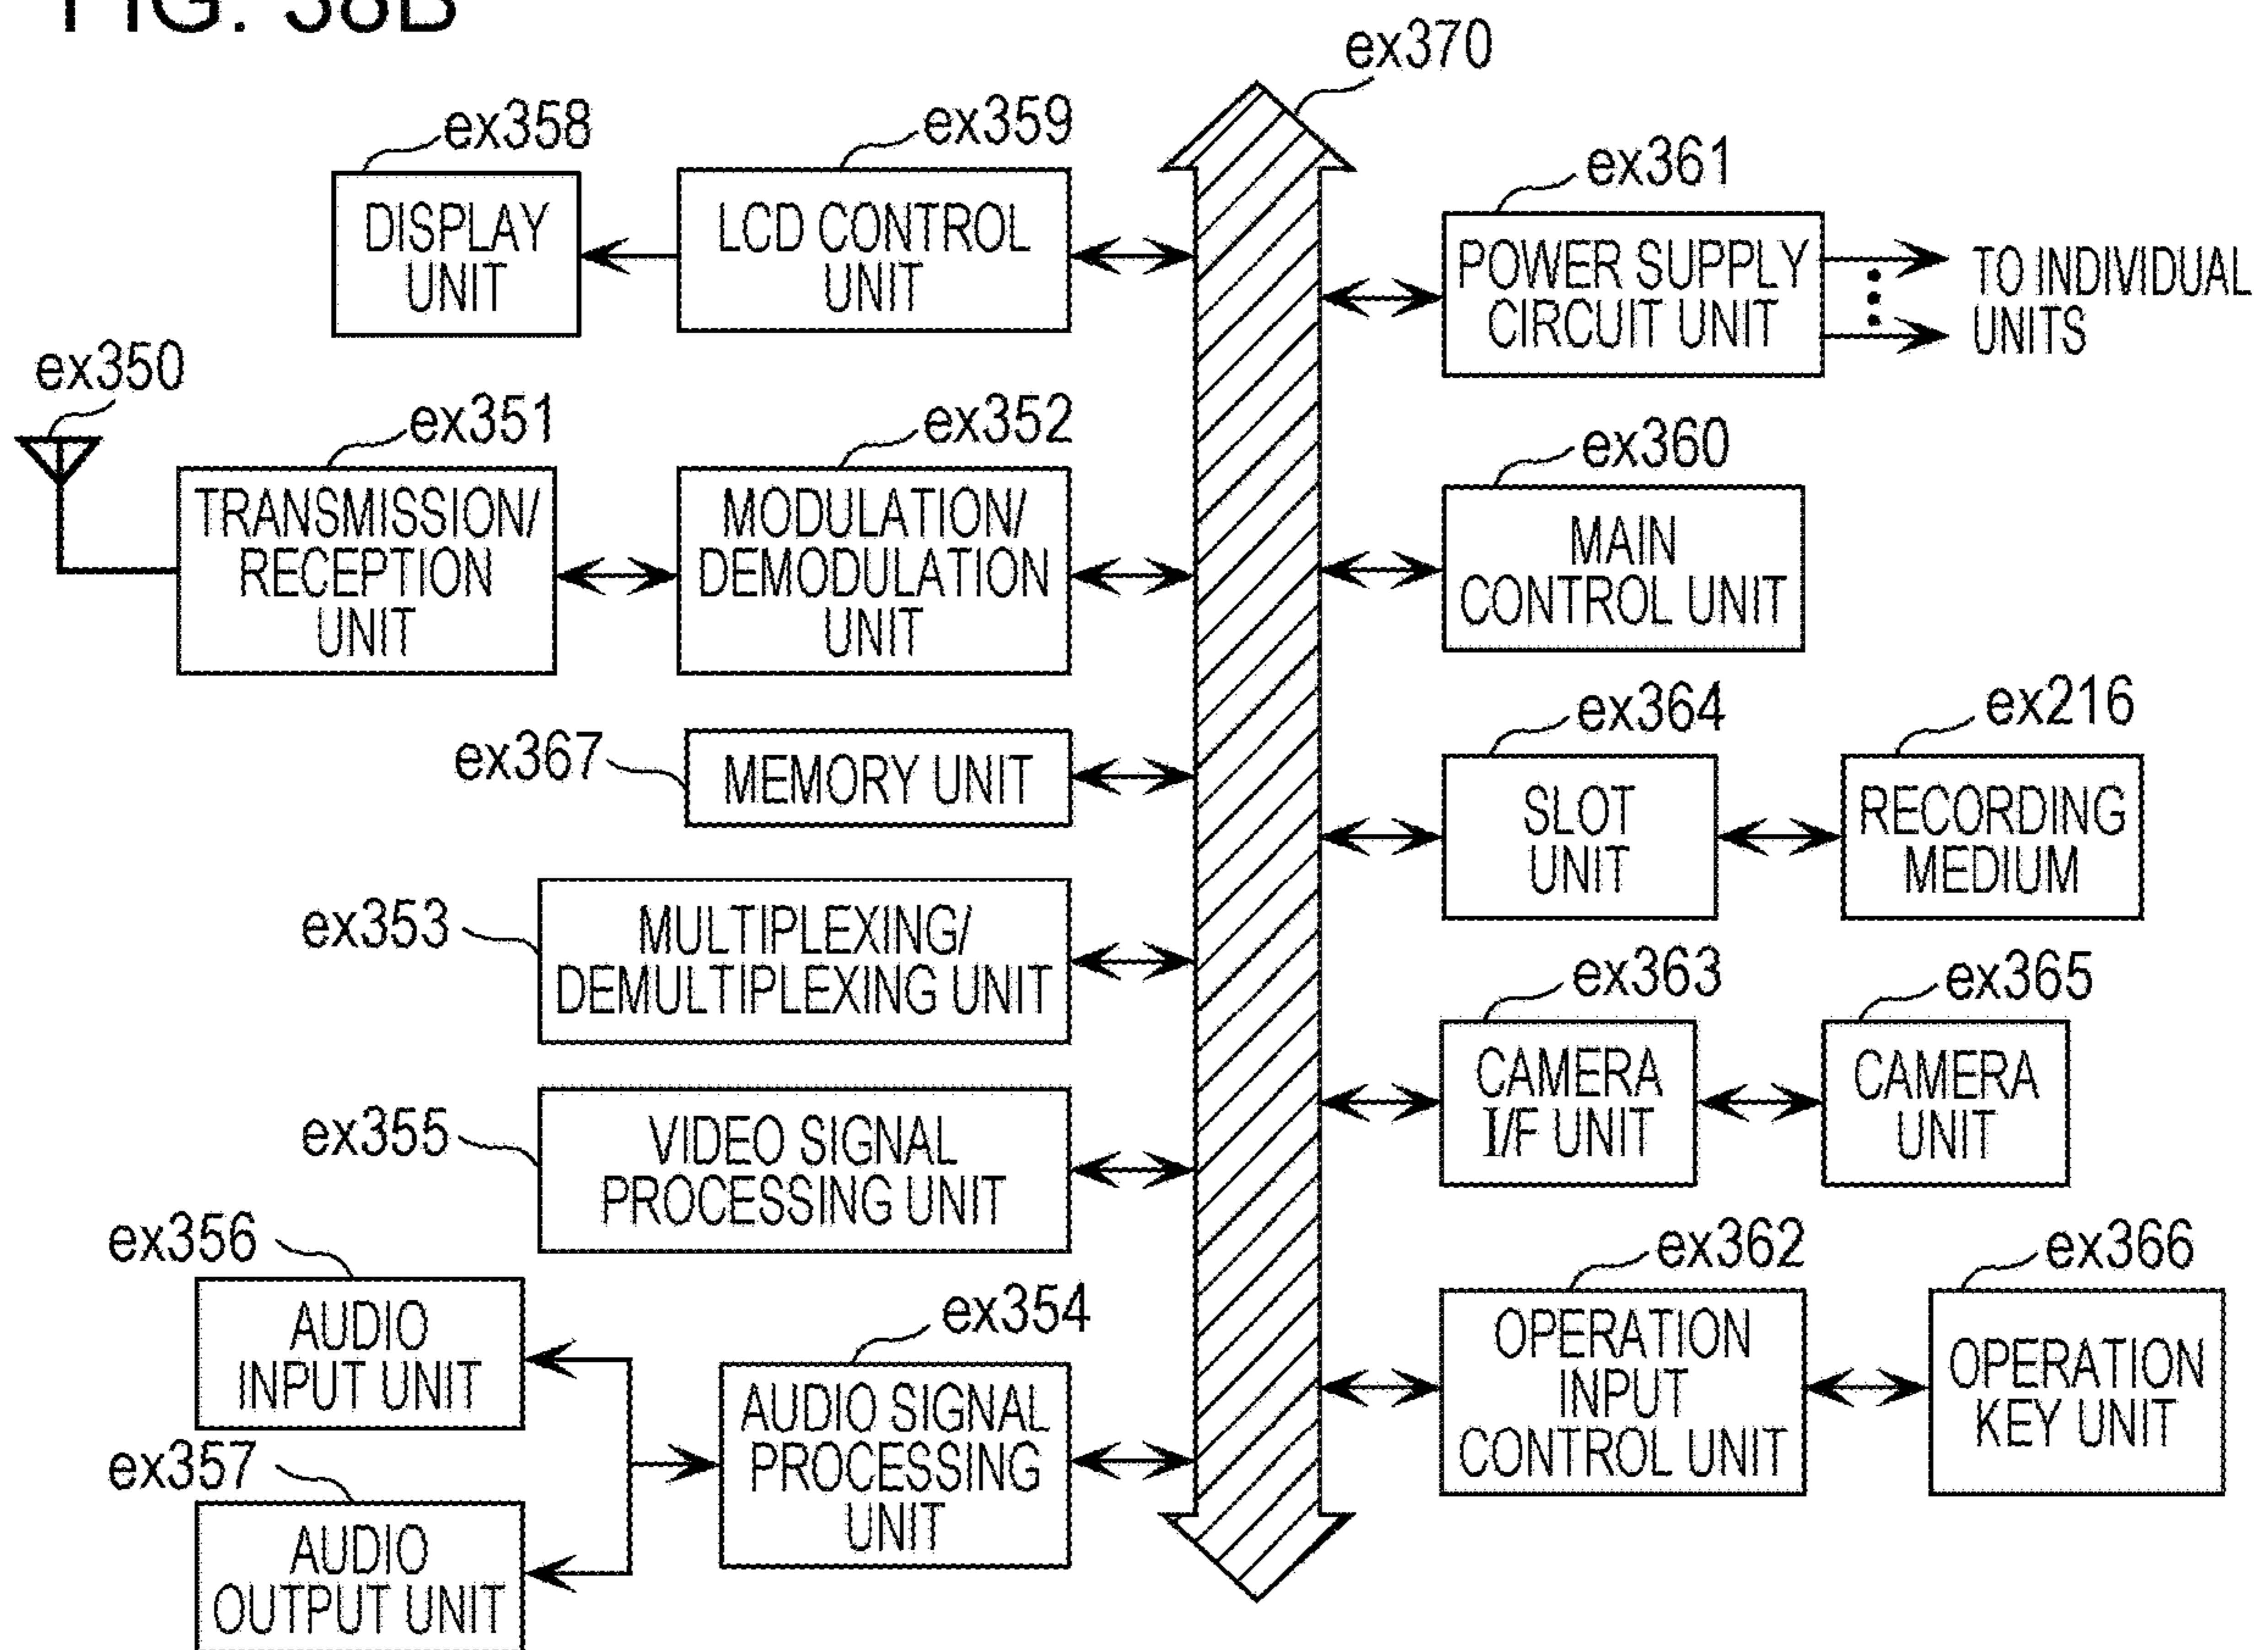 FIG. 38B
ex370
ex358
ex359
DISPLAY
UNIT
LCD CONTROL
UNIT
ex361
POWER SUPPLY
CIRCUIT UNIT
TO INDIVIDUAL
UNITS
ex350
ex351
ex352
TRANSMISSION/
RECEPTION
UNIT
MODULATION/
DEMODULATION
UNIT
ex360
MAIN
CONTROL UNIT
ex367
MEMORY UNIT
ex364
ex216
SLOT
UNIT
RECORDING
MEDIUM
ex353
MULTIPLEXING/
DEMULTIPLEXING UNIT
ex363
ex365
CAMERA
I/F UNIT
CAMERA
UNIT
ex355
VIDEO SIGNAL
PROCESSING UNIT
ex356
AUDIO
INPUT UNIT
ex354
AUDIO SIGNAL
PROCESSING
UNIT
ex357
AUDIO
OUTPUT UNIT
ex362
ex366
OPERATION
INPUT
CONTROL UNIT
OPERATION
KEY UNIT